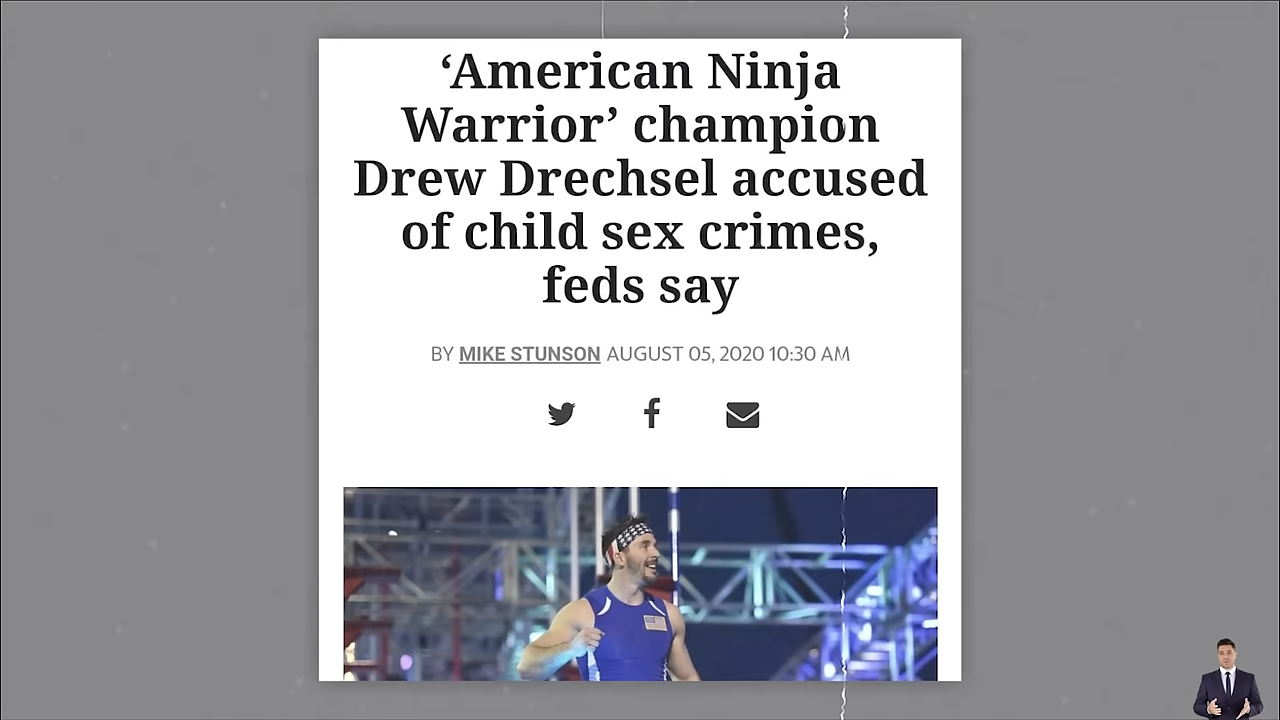 ‘American Ninja
Warrior’ champion
Drew Drechsel accused
of child sex crimes,
feds say
BY MIKE STUNSON AUGUST 05, 2020 10:30 AM